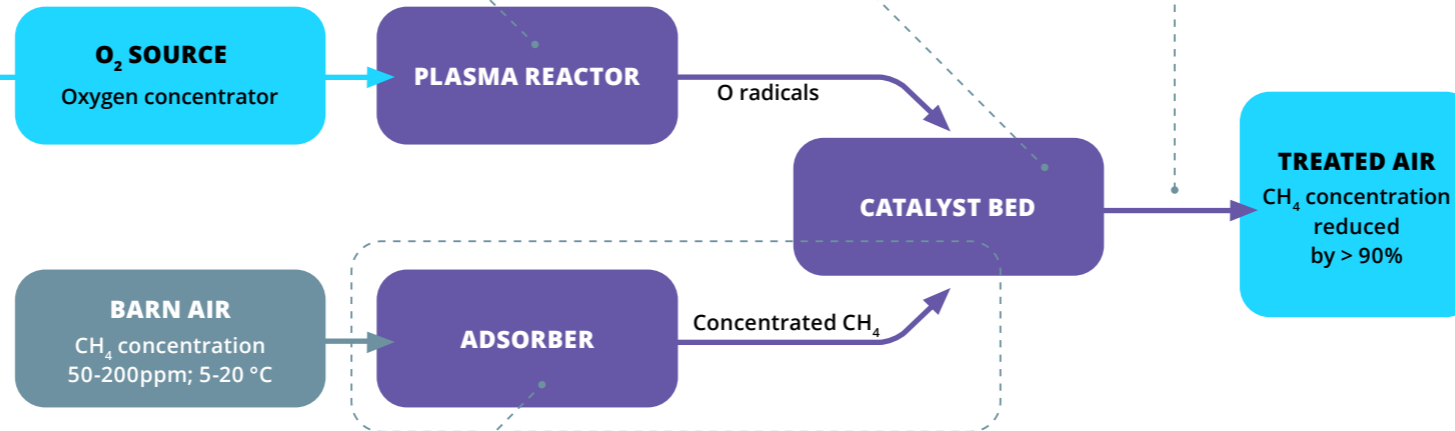 O₂ SOURCE
Oxygen concentrator
PLASMA REACTOR
O radicals
CATALYST BED
TREATED AIR
CH₄ concentration
reduced
by > 90%
BARN AIR
CH₄ concentration
50-200ppm; 5-20 °C
ADSORBER
Concentrated CH₄